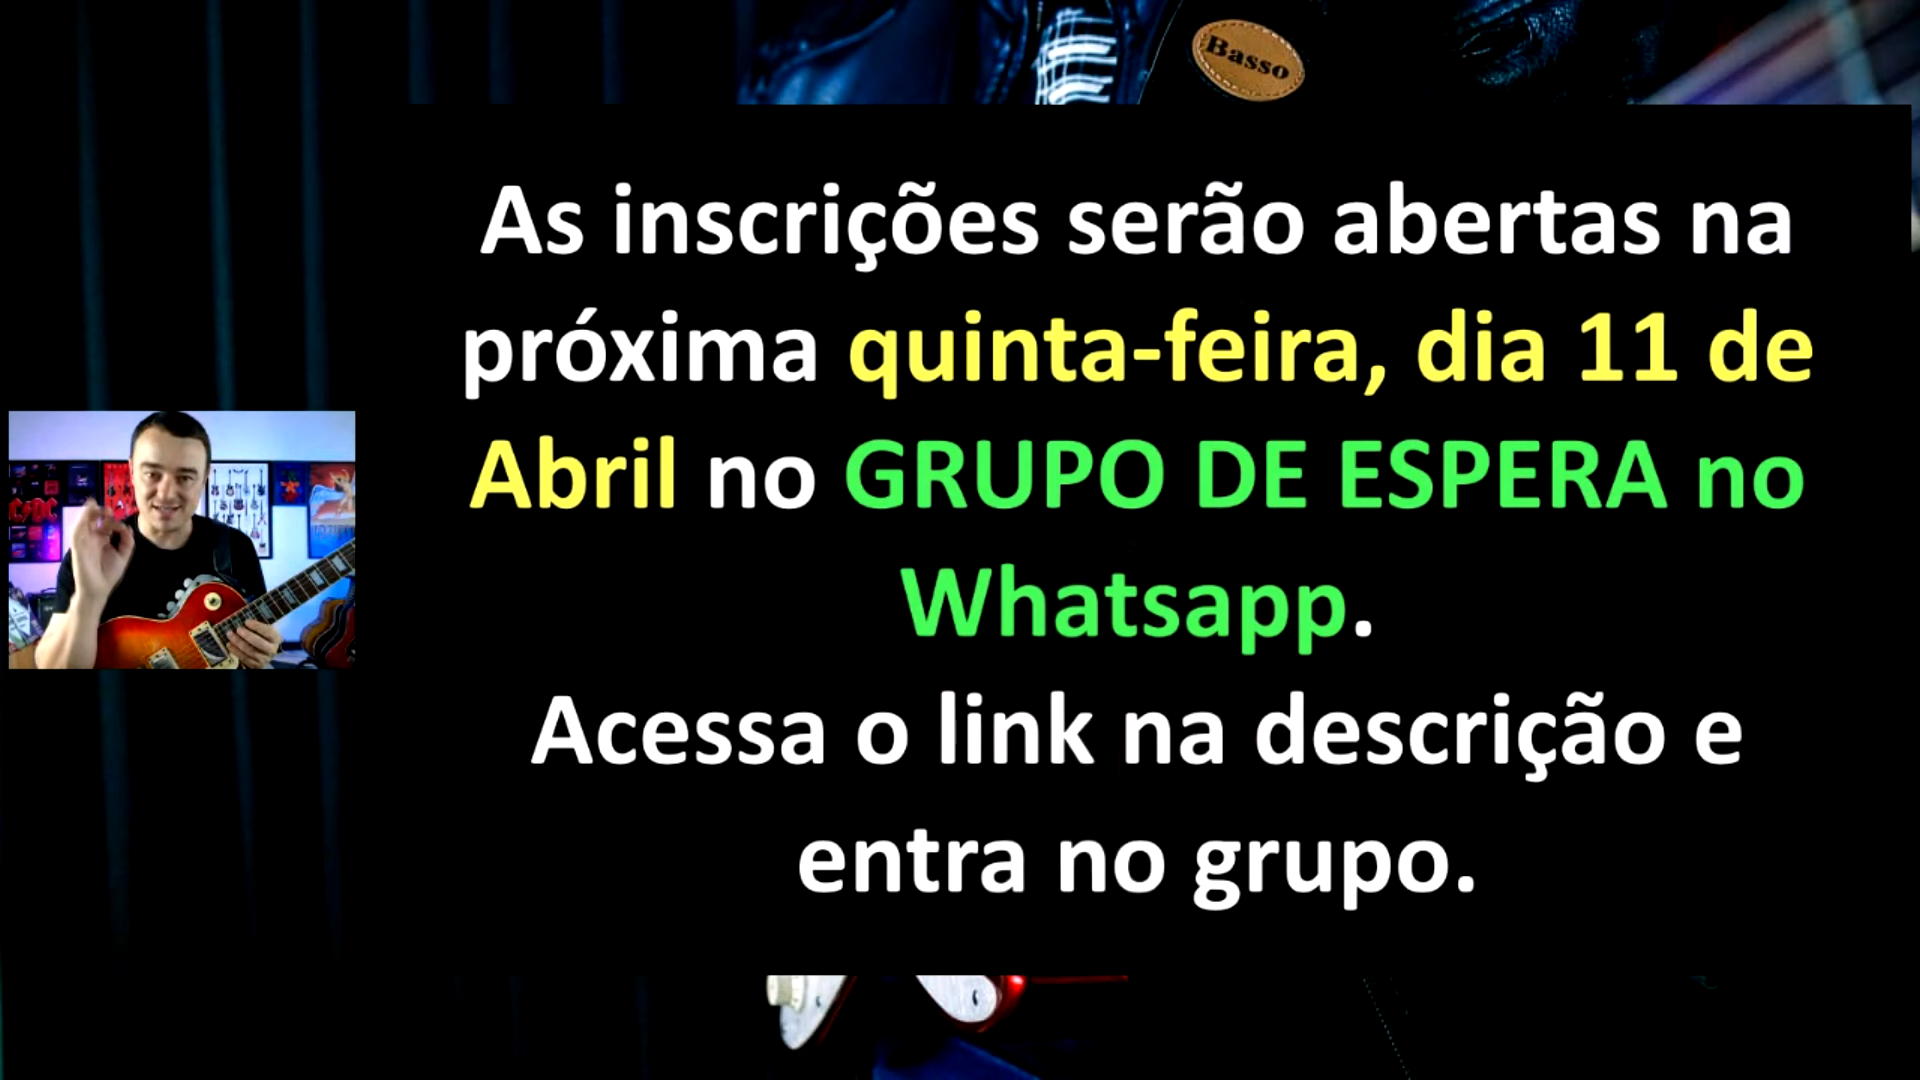 Basso
As inscrições serão abertas na
próxima quinta-feira, dia 11 de
Abril no GRUPO DE ESPERA no
Whatsapp.
Acessa o link na descrição e
entra no grupo.